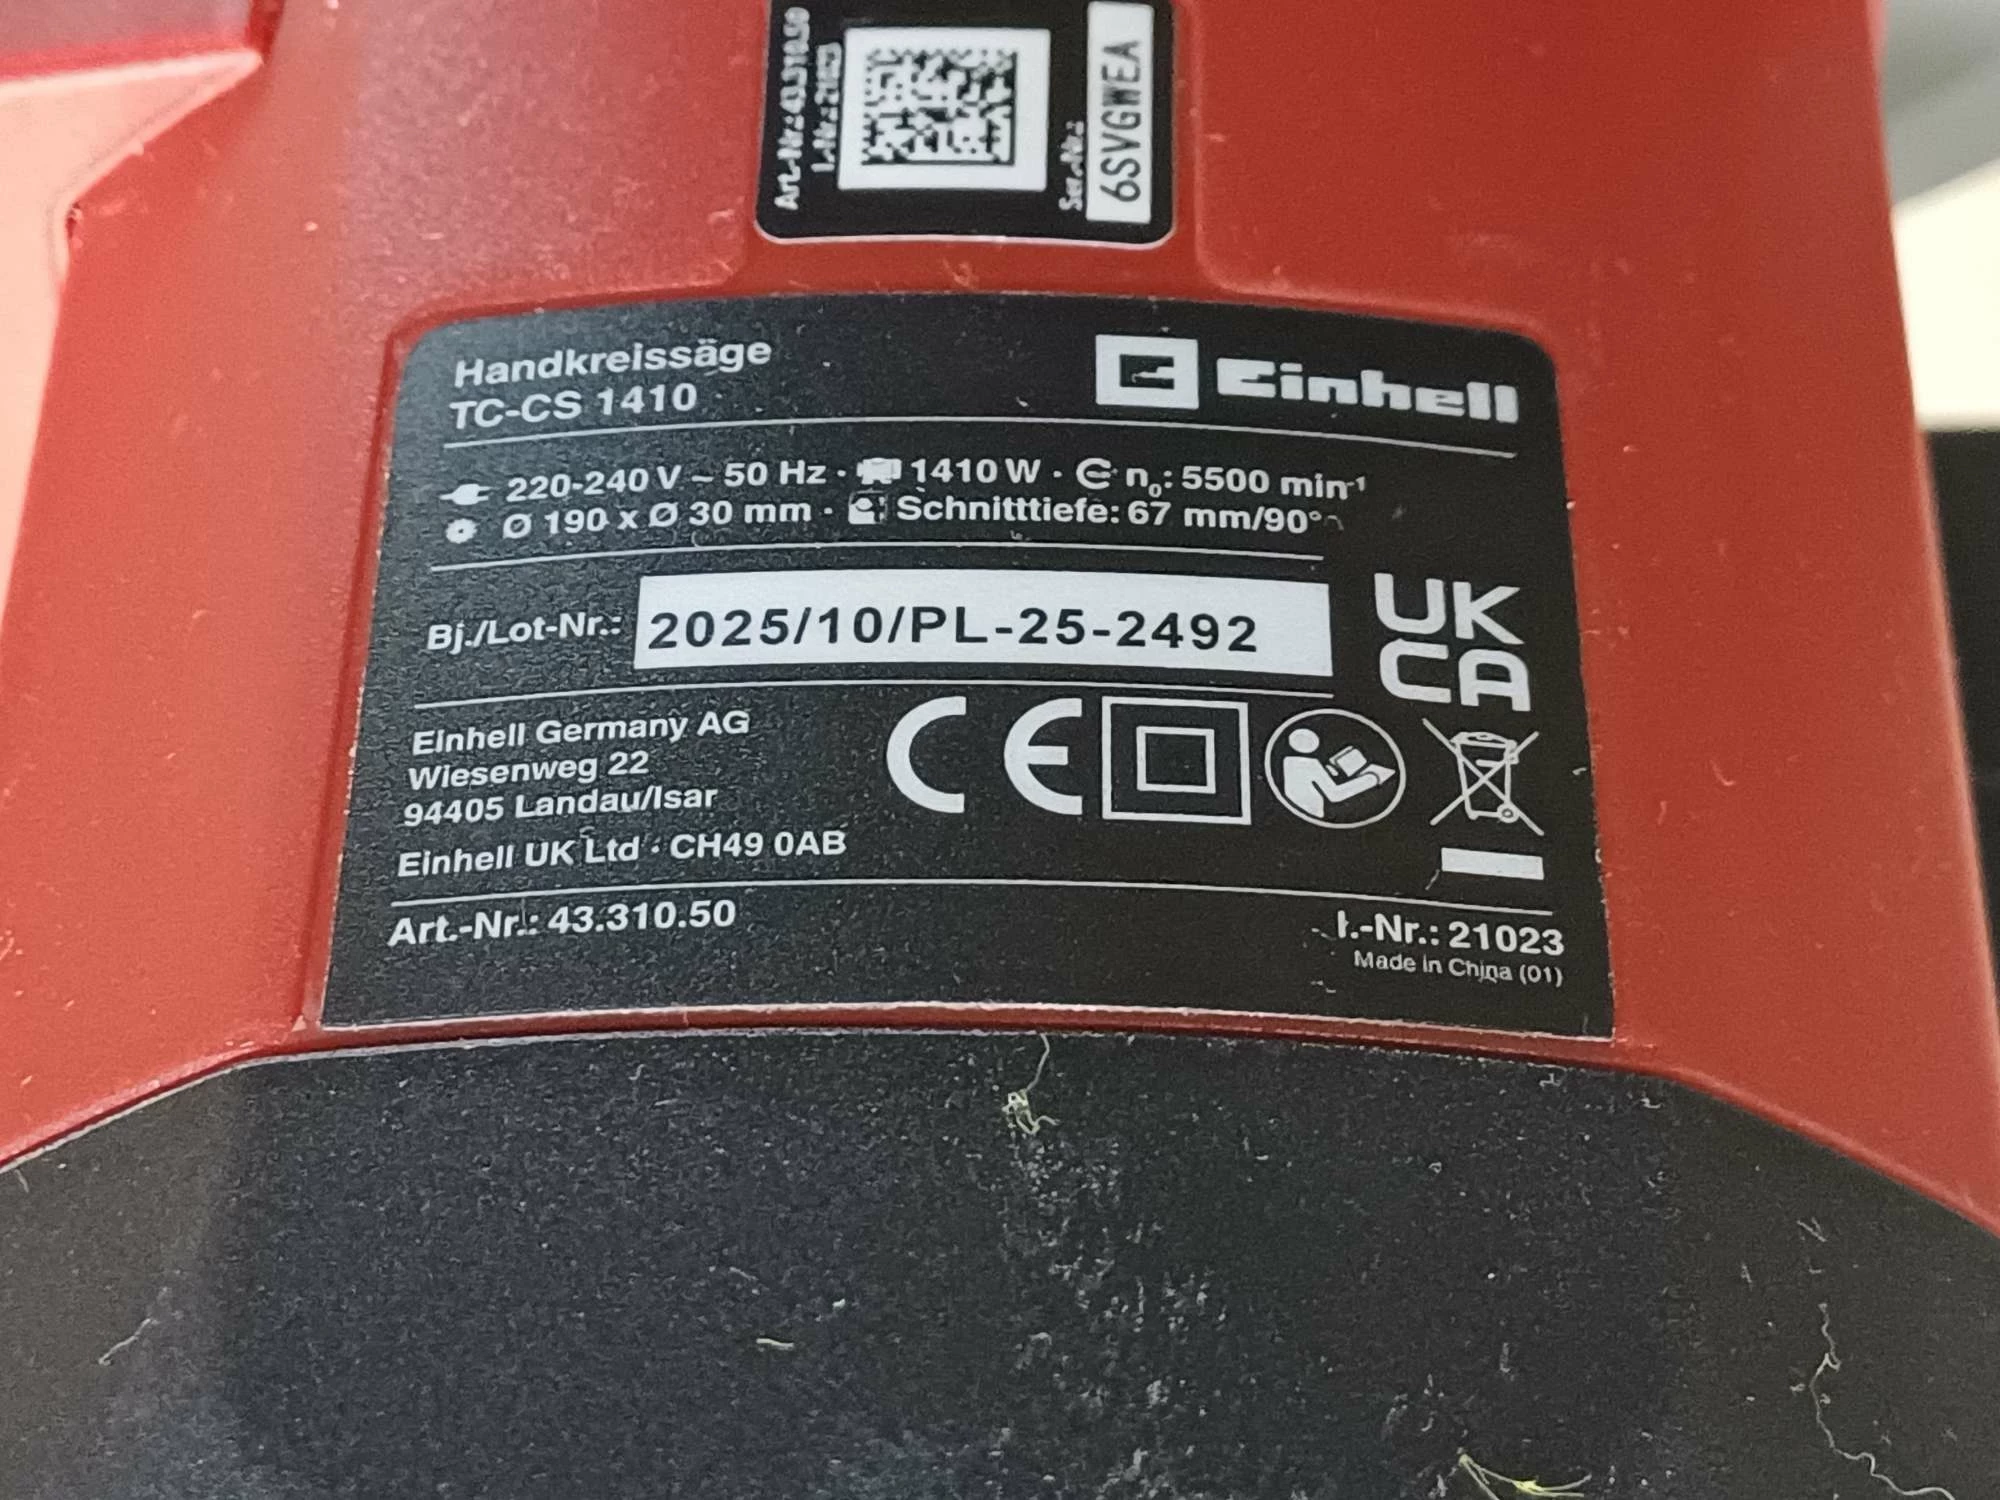 Art.-Nr.: 43.310.50
I.-Nr.: 21023
Ser.-Nr.:
6SVGWEA
Handkreissäge
TC-CS 1410
Einhell
220-240 V ~ 50 Hz · 1410 W · n₀: 5500 min⁻¹
Ø 190 x Ø 30 mm · Schnitttiefe: 67 mm/90°
Bj./Lot-Nr.: 2025/10/PL-25-2492
UK
CA
Einhell Germany AG
Wiesenweg 22
94405 Landau/Isar
Einhell UK Ltd · CH49 0AB
CE
Art.-Nr.: 43.310.50
I.-Nr.: 21023
Made in China (01)